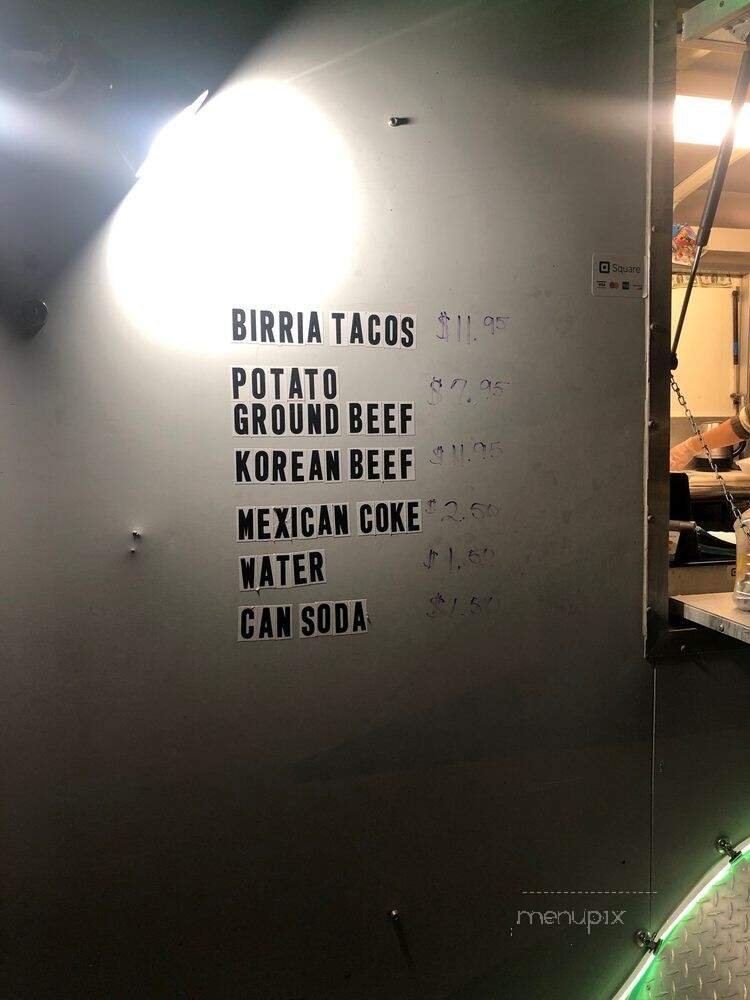 Square
VISA
BIRRIA TACOS $11.95
POTATO $7.95
GROUND BEEF
KOREAN BEEF $11.95
MEXICAN COKE $2.50
WATER $1.50
CAN SODA $1.50
menupix